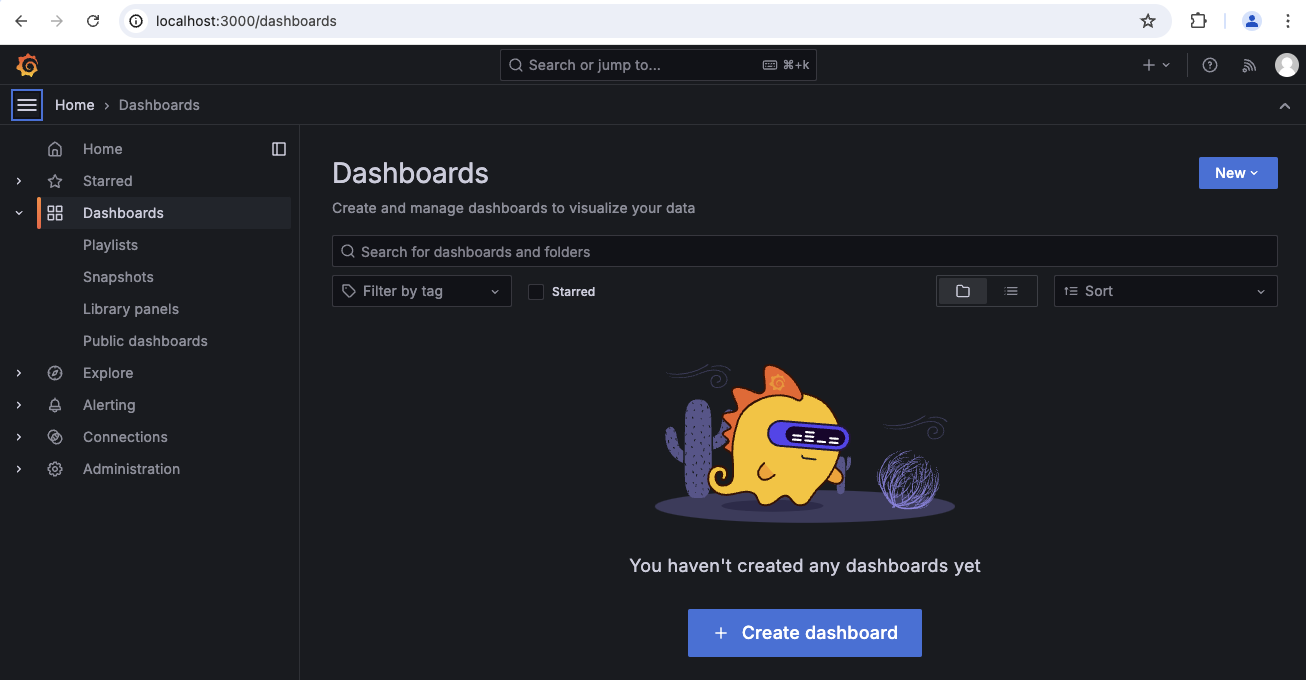 localhost:3000/dashboards
Search or jump to... ⌘+k
Home › Dashboards
Home
Starred
Dashboards
Playlists
Snapshots
Library panels
Public dashboards
Explore
Alerting
Connections
Administration
Dashboards
New
Create and manage dashboards to visualize your data
Search for dashboards and folders
Filter by tag Starred Sort
You haven't created any dashboards yet
+ Create dashboard